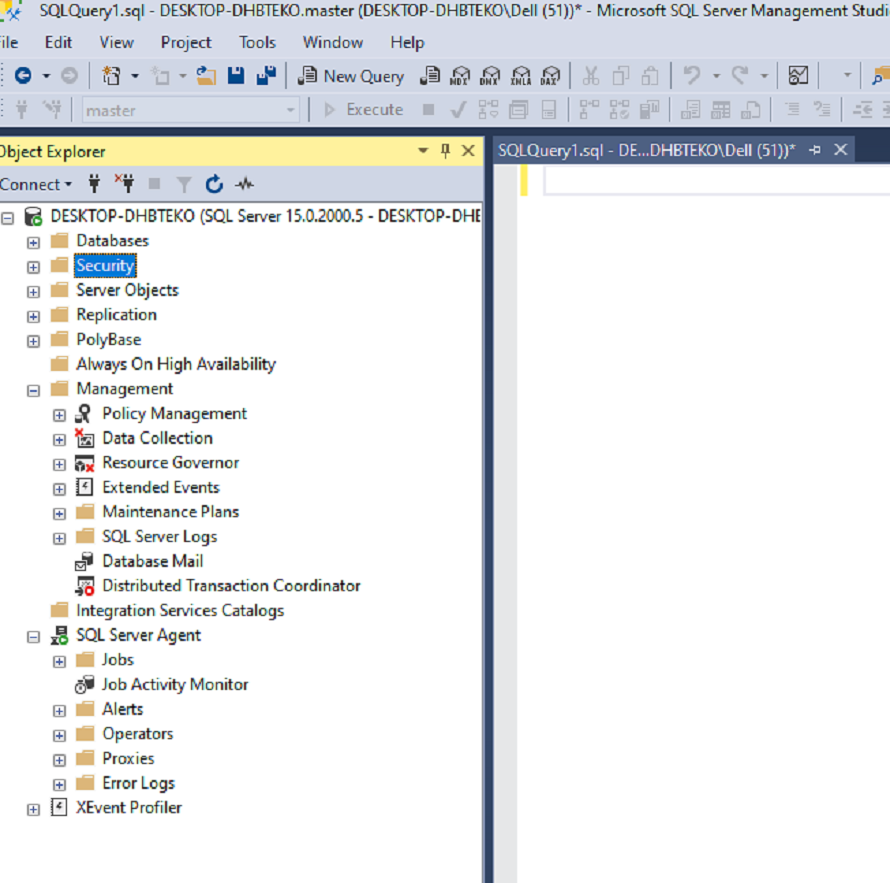 SQLQuery1.sql - DESKTOP-DHBTEKO.master (DESKTOP-DHBTEKO\Dell (51))* - Microsoft SQL Server Management Studi
ile Edit View Project Tools Window Help
New Query MDX DMX XMLA DAX
master Execute
Object Explorer
SQLQuery1.sql - DE...DHBTEKO\Dell (51))*
Connect
DESKTOP-DHBTEKO (SQL Server 15.0.2000.5 - DESKTOP-DHE
Databases
Security
Server Objects
Replication
PolyBase
Always On High Availability
Management
Policy Management
Data Collection
Resource Governor
Extended Events
Maintenance Plans
SQL Server Logs
Database Mail
Distributed Transaction Coordinator
Integration Services Catalogs
SQL Server Agent
Jobs
Job Activity Monitor
Alerts
Operators
Proxies
Error Logs
XEvent Profiler